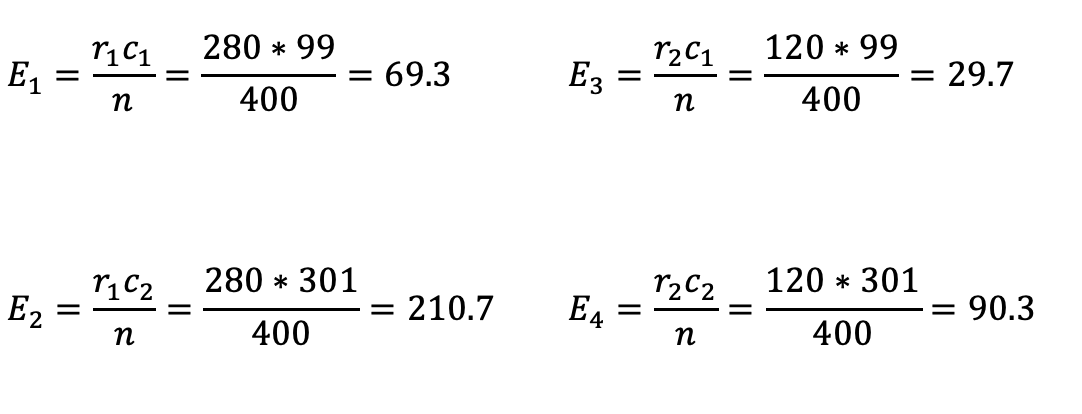 E₁ = r₁c₁/n = 280 * 99/400 = 69.3
E₃ = r₂c₁/n = 120 * 99/400 = 29.7
E₂ = r₁c₂/n = 280 * 301/400 = 210.7
E₄ = r₂c₂/n = 120 * 301/400 = 90.3